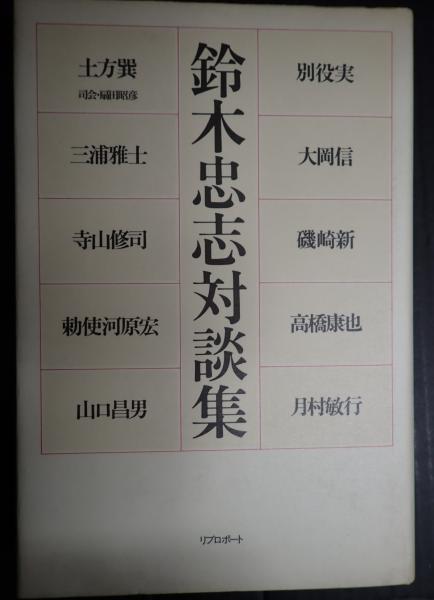 鈴木忠志対談集
別役実
大岡信
磯崎新
高橋康也
月村敏行
土方巽
司会・扇田昭彦
三浦雅士
寺山修司
勅使河原宏
山口昌男
リブロポート